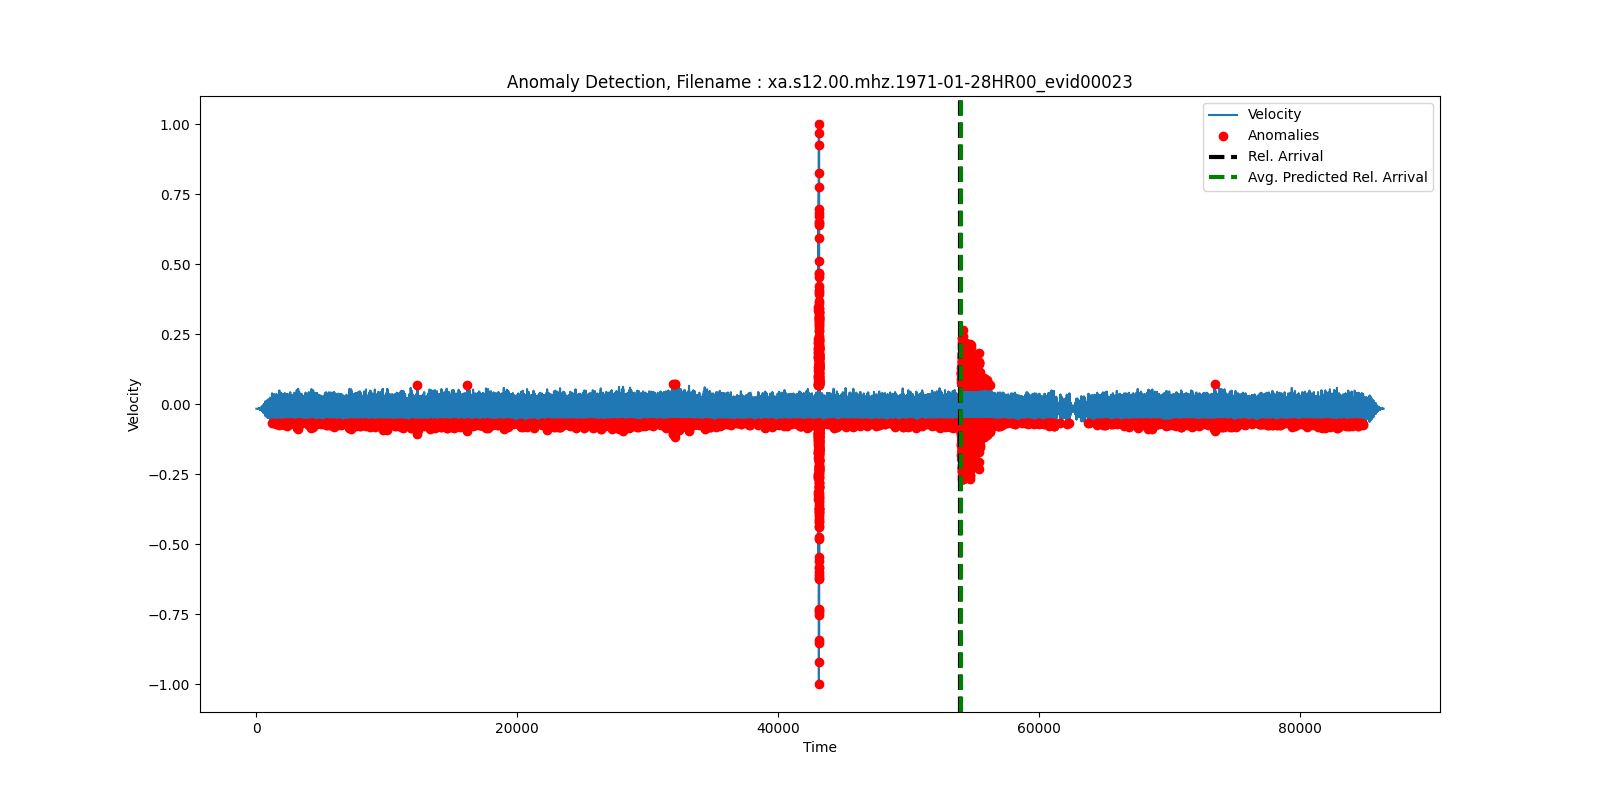 Anomaly Detection, Filename : xa.s12.00.mhz.1971-01-28HR00_evid00023
Velocity
Anomalies
Rel. Arrival
Avg. Predicted Rel. Arrival
1.00
0.75
0.50
0.25
0.00
−0.25
−0.50
−0.75
−1.00
Velocity
0
20000
40000
60000
80000
Time